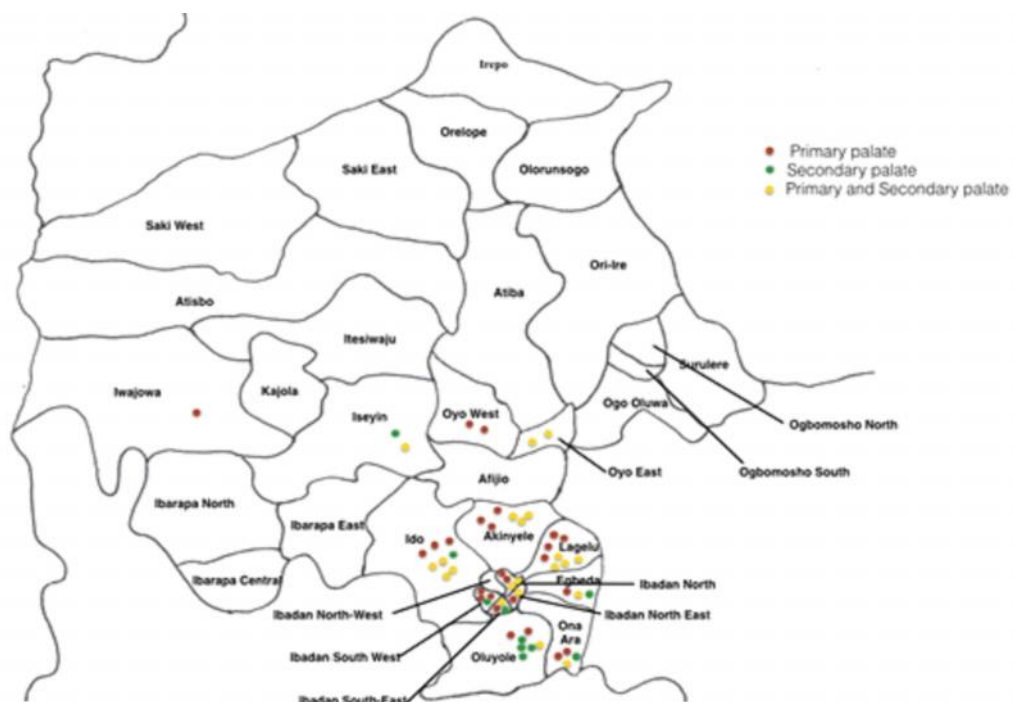 Irepo
Orelope
Saki East
Olorunsogo
Primary palate
Secondary palate
Primary and Secondary palate
Saki West
Ori-Ire
Atiba
Atisbo
Itesiwaju
Surulere
Iwajowa
Kajola
Iseyin
Oyo West
Ogo Oluwa
Ogbomosho North
Oyo East
Ogbomosho South
Afijio
Ibarapa North
Ibarapa East
Ido
Akinyele
Lagelu
Ibarapa Central
Egbeda
Ibadan North
Ibadan North-West
Ibadan North East
Ona
Ara
Ibadan South West
Oluyole
Ibadan South-East